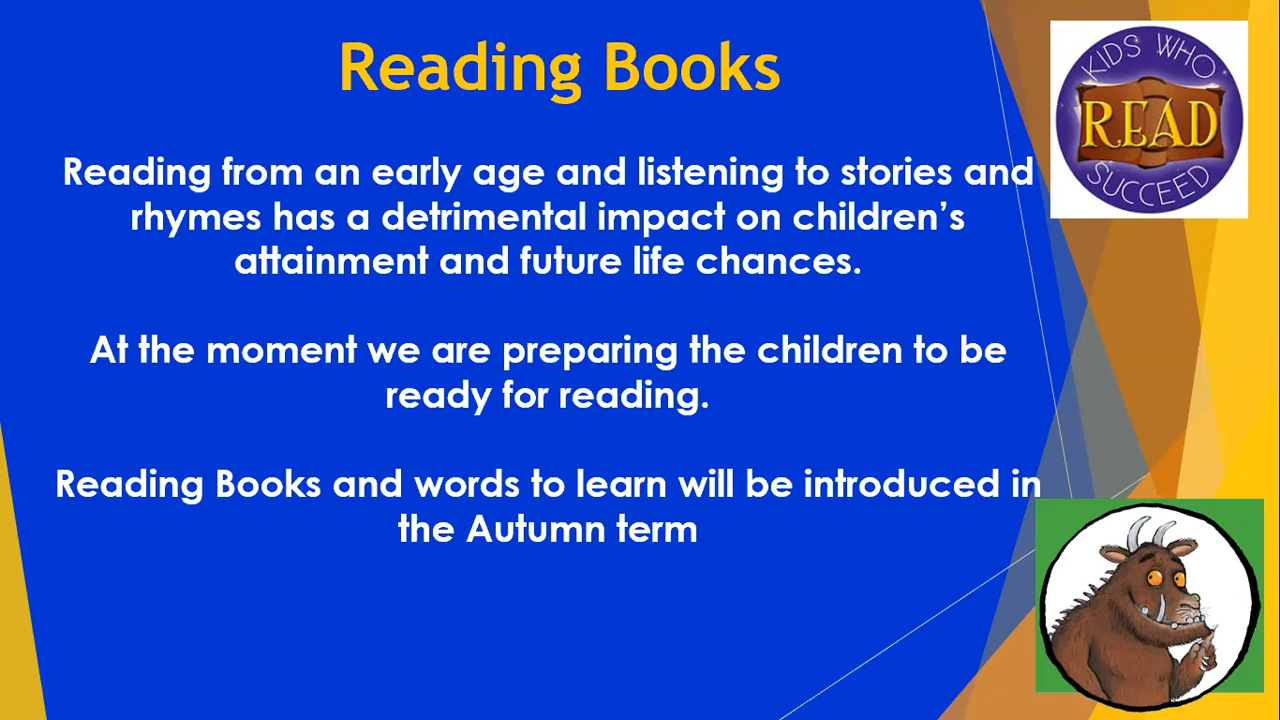 Reading Books
KIDS WHO
READ
SUCCEED
Reading from an early age and listening to stories and
rhymes has a detrimental impact on children’s
attainment and future life chances.
At the moment we are preparing the children to be
ready for reading.
Reading Books and words to learn will be introduced in
the Autumn term